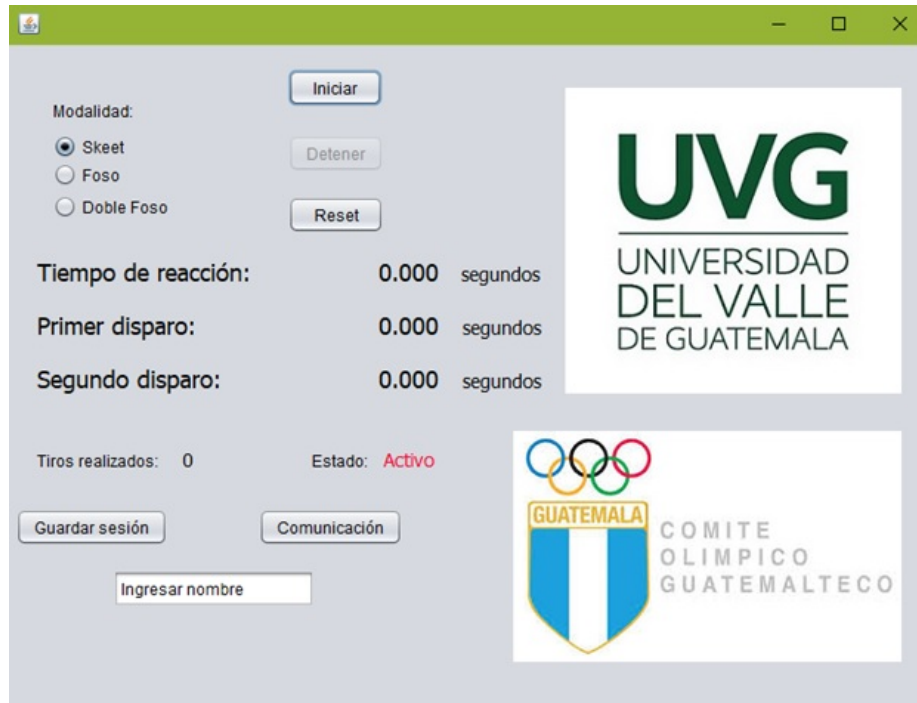 Iniciar
Modalidad:
Skeet
Detener
Foso
Doble Foso
Reset
Tiempo de reacción: 0.000 segundos
Primer disparo: 0.000 segundos
Segundo disparo: 0.000 segundos
UVG
UNIVERSIDAD
DEL VALLE
DE GUATEMALA
Tiros realizados: 0 Estado: Activo
Guardar sesión Comunicación
Ingresar nombre
GUATEMALA
COMITE
OLIMPICO
GUATEMALTECO